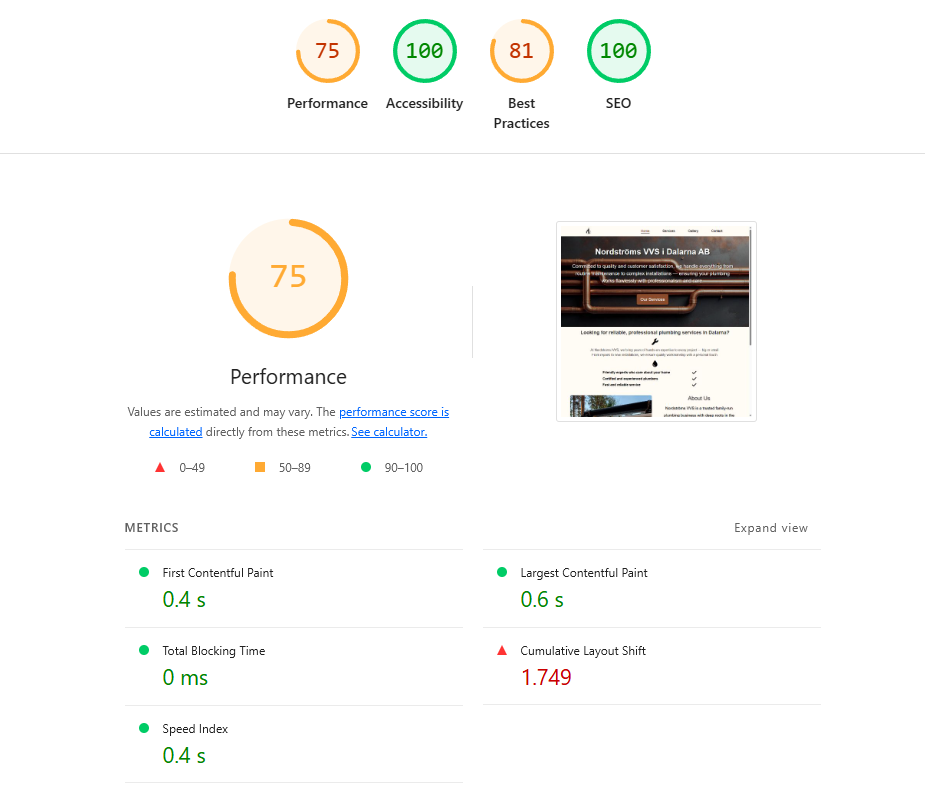 75
100
81
100
Performance
Accessibility
Best
Practices
SEO
75
Performance
Values are estimated and may vary. The performance score is
calculated directly from these metrics. See calculator.
0–49
50–89
90–100
Home
Services
Gallery
Contact
Nordströms VVS i Dalarna AB
Committed to quality and customer satisfaction, we handle everything from
routine maintenance to complex installations — ensuring your plumbing
works flawlessly with professionalism and care.
Our Services
Looking for reliable, professional plumbing services in Dalarna?
Friendly experts who care about your home
Certified and experienced plumbers
Fast and reliable service
About Us
Nordströms VVS is a trusted family-run
plumbing business with deep roots in the
METRICS
Expand view
First Contentful Paint
0.4 s
Largest Contentful Paint
0.6 s
Total Blocking Time
0 ms
Cumulative Layout Shift
1.749
Speed Index
0.4 s